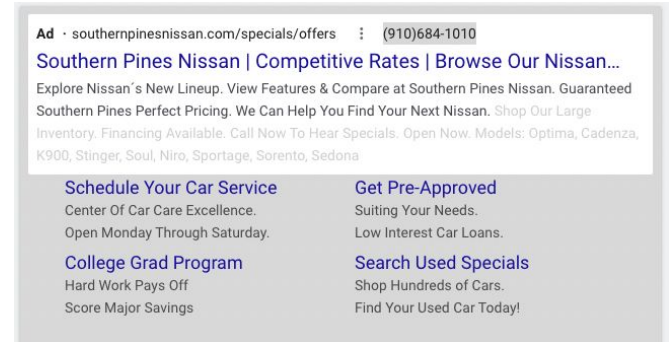 Ad · southernpinesnissan.com/specials/offers ⋮ (910)684-1010
Southern Pines Nissan | Competitive Rates | Browse Our Nissan...
Explore Nissan´s New Lineup. View Features & Compare at Southern Pines Nissan. Guaranteed
Southern Pines Perfect Pricing. We Can Help You Find Your Next Nissan. Shop Our Large
Inventory. Financing Available. Call Now To Hear Specials. Open Now. Models: Optima, Cadenza,
K900, Stinger, Soul, Niro, Sportage, Sorento, Sedona
Schedule Your Car Service
Center Of Car Care Excellence.
Open Monday Through Saturday.
Get Pre-Approved
Suiting Your Needs.
Low Interest Car Loans.
College Grad Program
Hard Work Pays Off
Score Major Savings
Search Used Specials
Shop Hundreds of Cars.
Find Your Used Car Today!